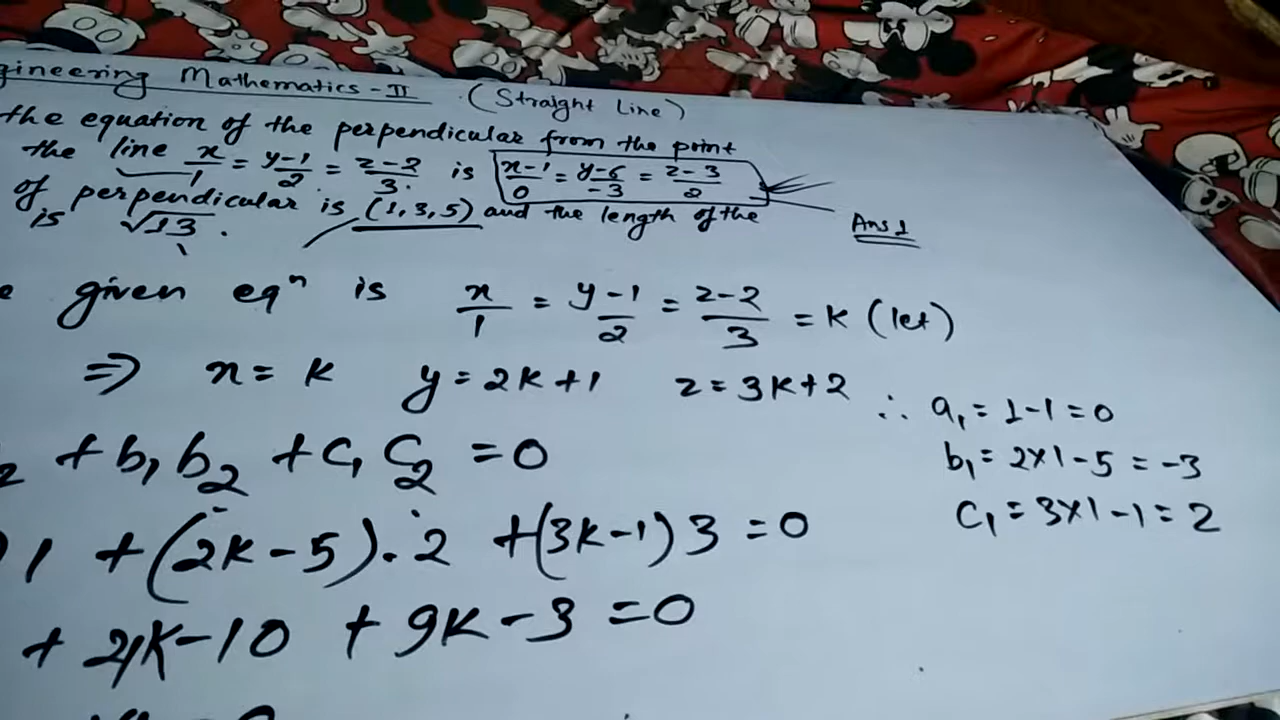 gineering Mathematics-II (Straight Line)
the equation of the perpendicular from the point
the line x/1 = y-1/2 = z-2/3. is x-1/0 = y-6/-3 = z-3/2
of perpendicular is (1,3,5) and the length of the
is √13. Ans 1
given eqⁿ is x/1 = y-1/2 = z-2/3 = k (let)
⇒ x = k y = 2k+1 z = 3k+2
∴ a₁ = 1-1 = 0
b₁ = 2×1-5 = -3
c₁ = 3×1-1 = 2
2 + b₁b₂ + c₁c₂ = 0
) 1 + (2k-5).2 + (3k-1)3 = 0
+ 4k-10 + 9k-3 = 0